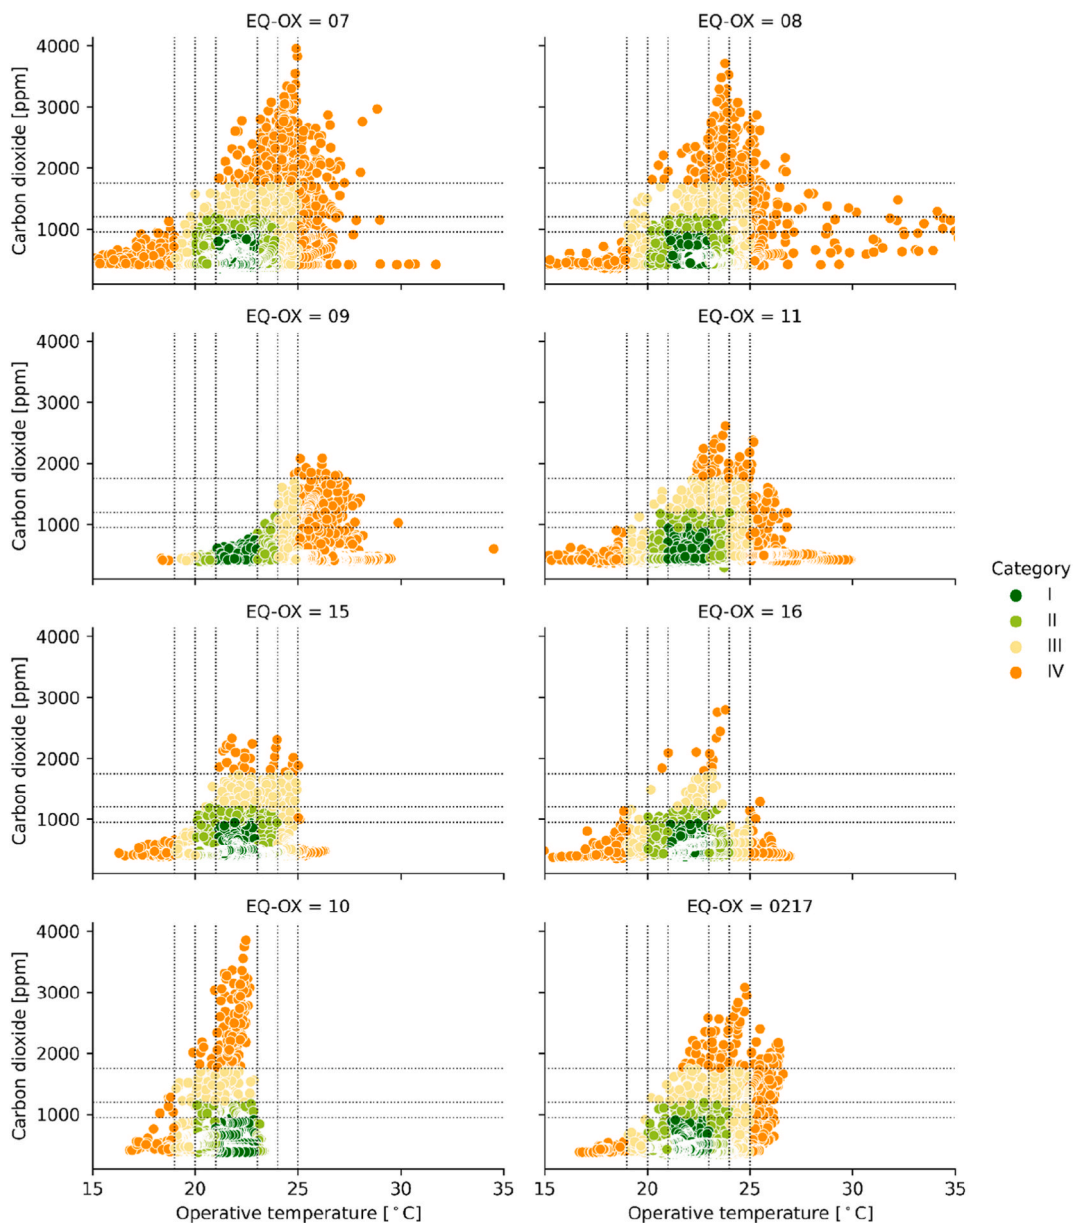 EQ-OX = 07
EQ-OX = 08
4000
3000
2000
1000
Carbon dioxide [ppm]
EQ-OX = 09
EQ-OX = 11
4000
3000
2000
1000
Carbon dioxide [ppm]
Category
I
II
III
IV
EQ-OX = 15
EQ-OX = 16
4000
3000
2000
1000
Carbon dioxide [ppm]
EQ-OX = 10
EQ-OX = 0217
4000
3000
2000
1000
Carbon dioxide [ppm]
15 20 25 30 35
15 20 25 30 35
Operative temperature [°C]
Operative temperature [°C]